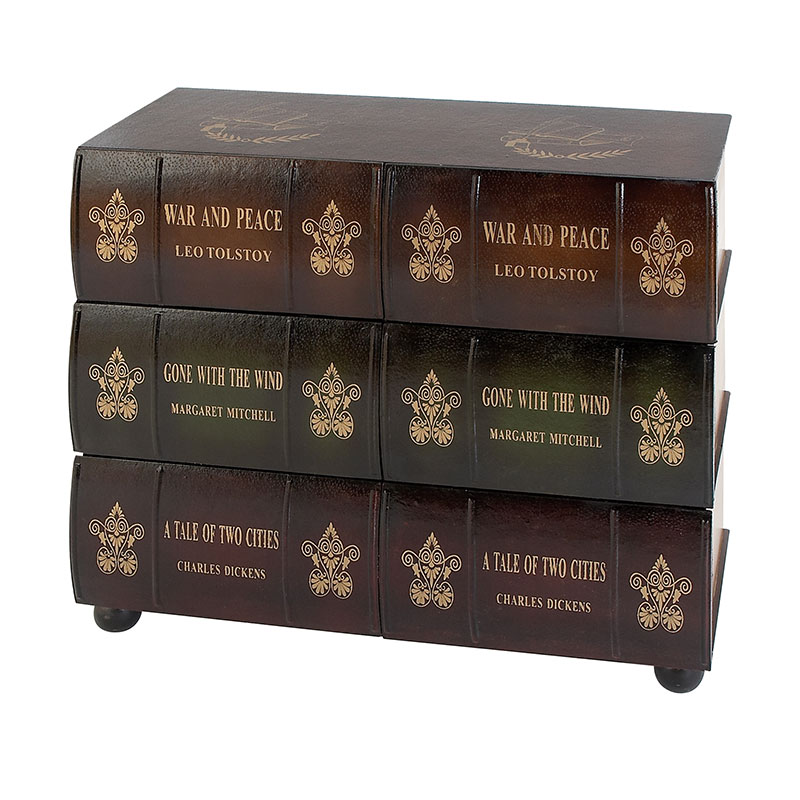 WAR AND PEACE
LEO TOLSTOY
WAR AND PEACE
LEO TOLSTOY
GONE WITH THE WIND
MARGARET MITCHELL
GONE WITH THE WIND
MARGARET MITCHELL
A TALE OF TWO CITIES
CHARLES DICKENS
A TALE OF TWO CITIES
CHARLES DICKENS